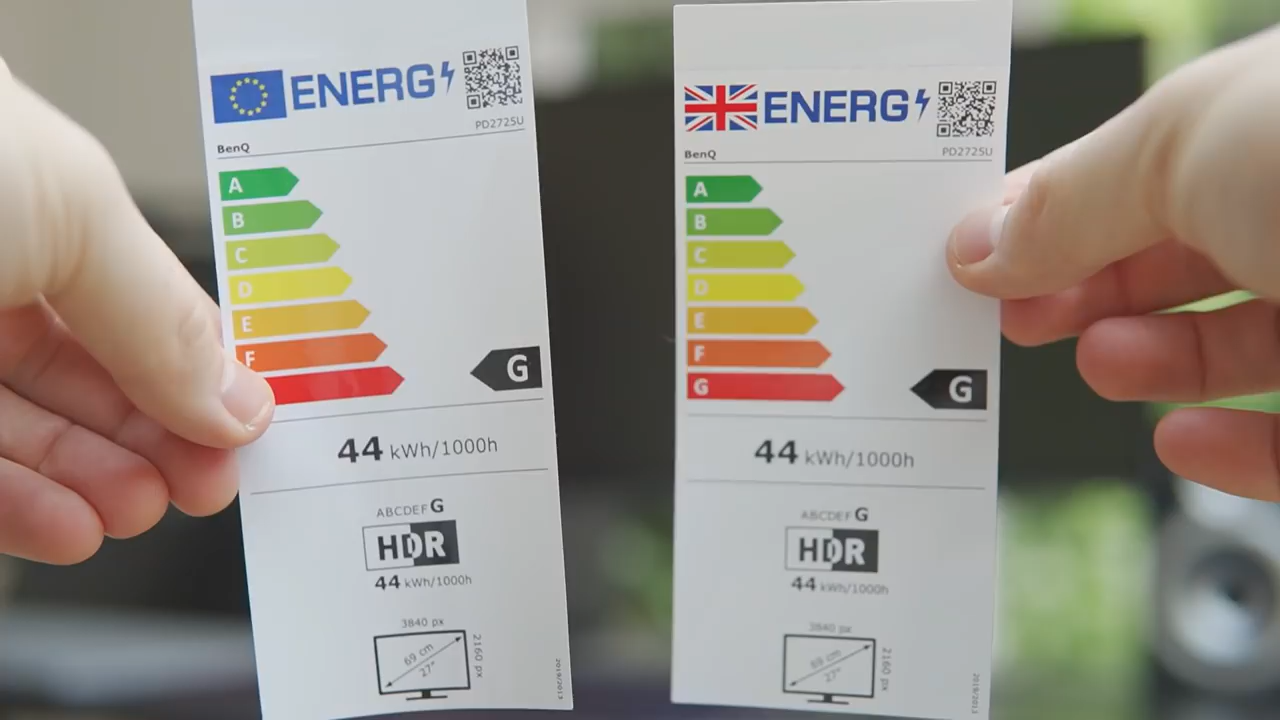 ENERG
PD2725U
BenQ
A
B
C
D
E
F
G
44 kWh/1000h
ABCDEFG
HDR
44 kWh/1000h
3840 px
69 cm
27"
2160 px
2019/2013
ENERG
PD2725U
BenQ
A
B
C
D
E
F
G
G
44 kWh/1000h
ABCDEFG
HDR
44 kWh/1000h
3840 px
69 cm
27"
2160 px
2019/2013